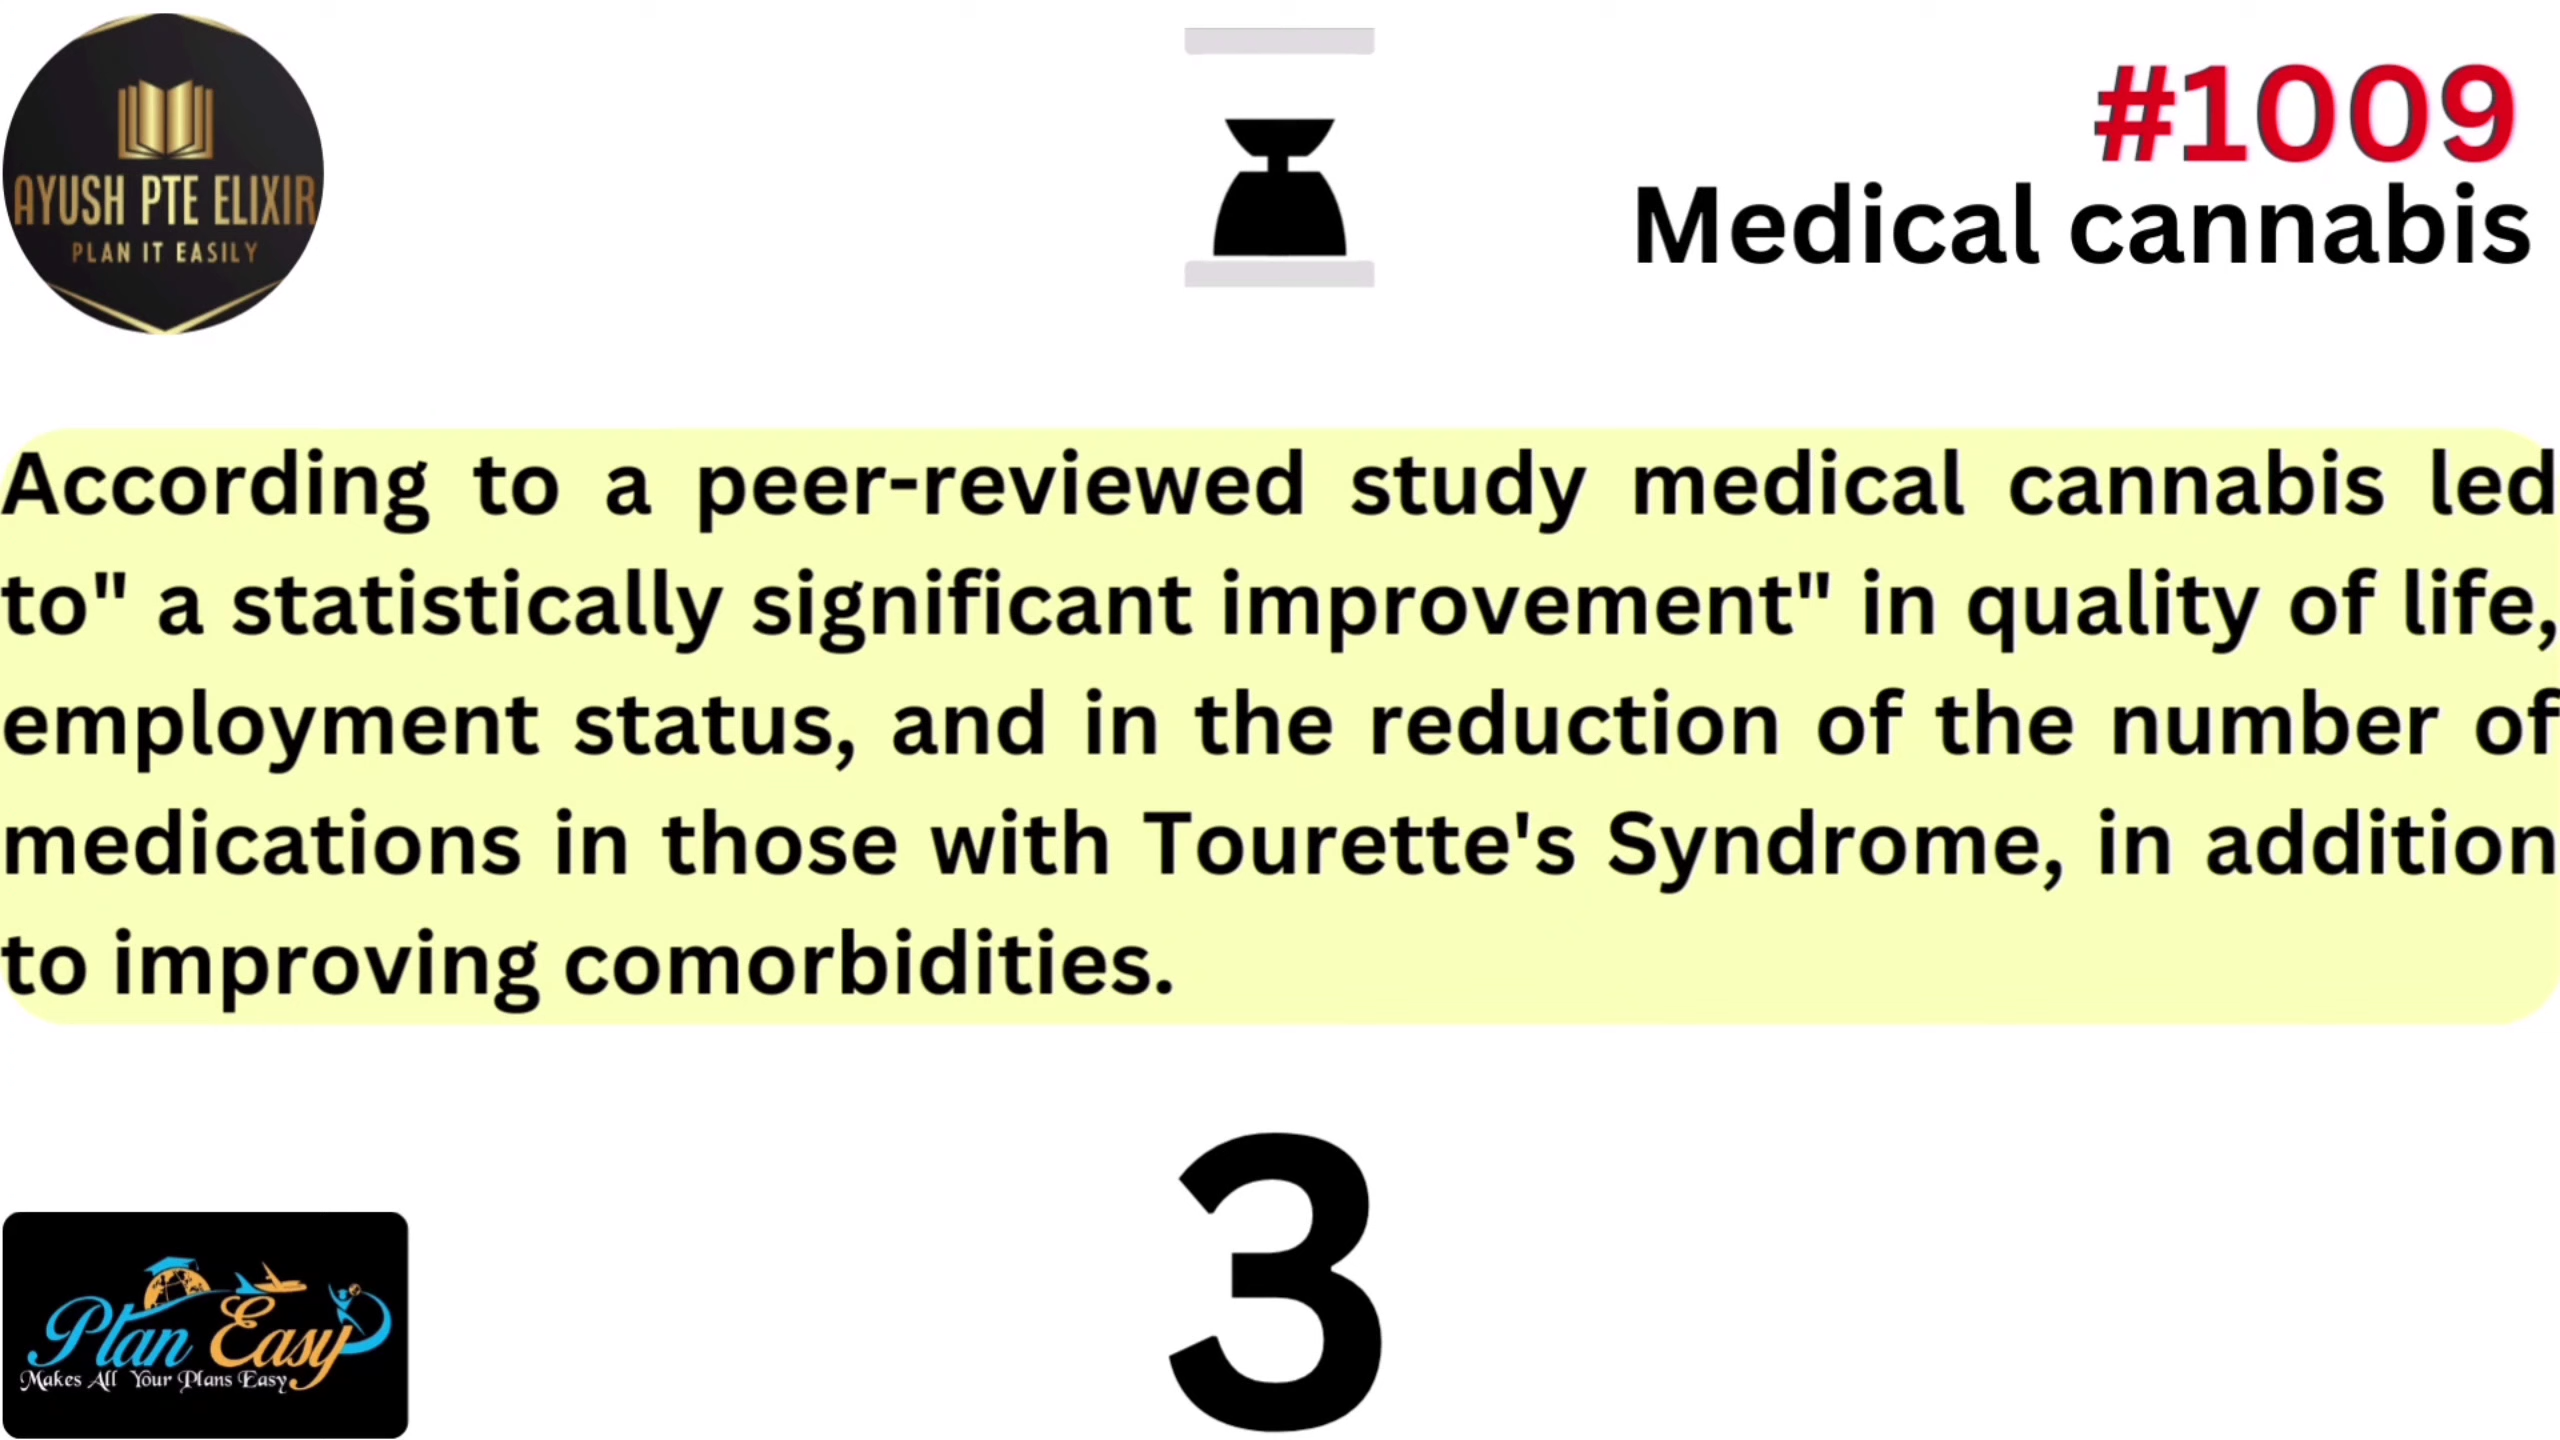 AYUSH PTE ELIXIR
PLAN IT EASILY
#1009
Medical cannabis
According to a peer-reviewed study medical cannabis led
to" a statistically significant improvement" in quality of life,
employment status, and in the reduction of the number of
medications in those with Tourette's Syndrome, in addition
to improving comorbidities.
3
Plan Easy
Makes All Your Plans Easy